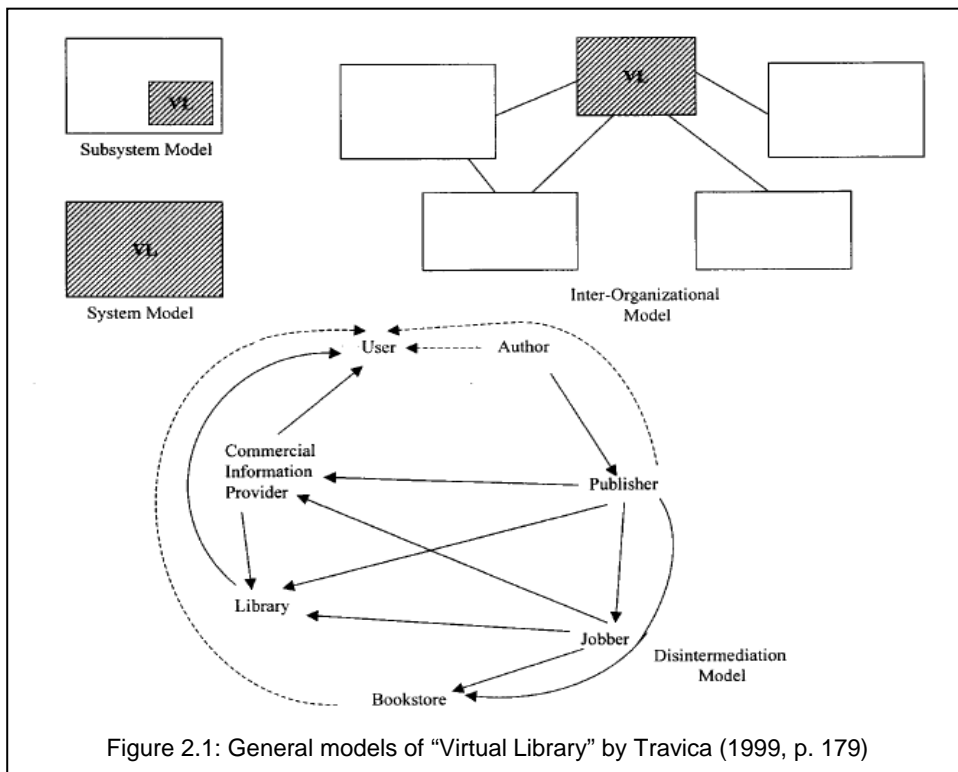 VL
Subsystem Model
VL
System Model
VL
Inter-Organizational
Model
User
Author
Commercial
Information
Provider
Publisher
Library
Jobber
Bookstore
Disintermediation
Model
Figure 2.1: General models of “Virtual Library” by Travica (1999, p. 179)